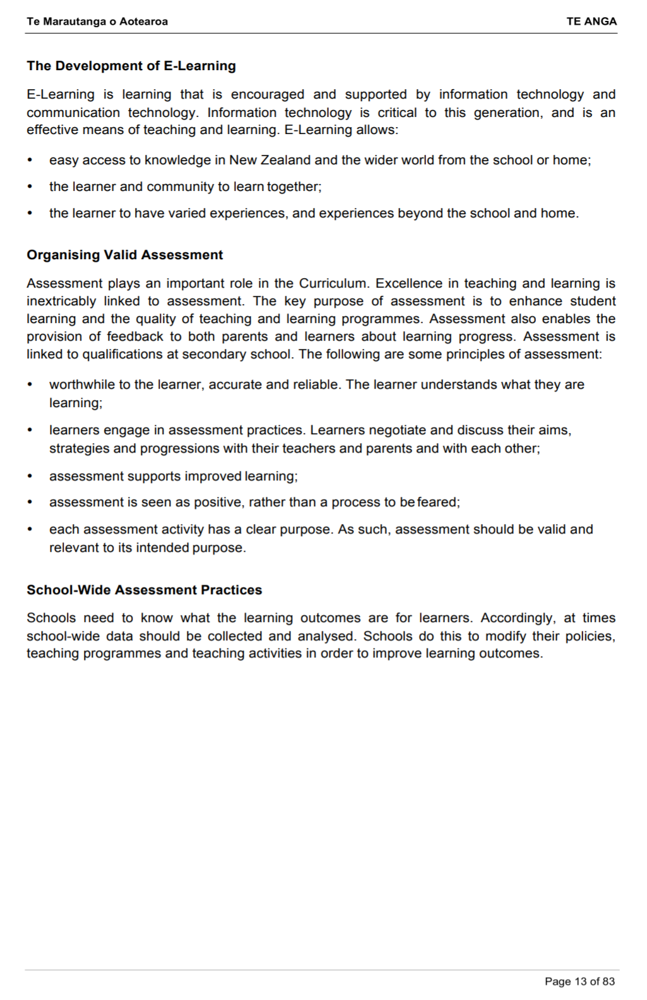 Te Marautanga o Aotearoa TE ANGA
The Development of E-Learning
E-Learning is learning that is encouraged and supported by information technology and
communication technology. Information technology is critical to this generation, and is an
effective means of teaching and learning. E-Learning allows:
• easy access to knowledge in New Zealand and the wider world from the school or home;
• the learner and community to learn together;
• the learner to have varied experiences, and experiences beyond the school and home.
Organising Valid Assessment
Assessment plays an important role in the Curriculum. Excellence in teaching and learning is
inextricably linked to assessment. The key purpose of assessment is to enhance student
learning and the quality of teaching and learning programmes. Assessment also enables the
provision of feedback to both parents and learners about learning progress. Assessment is
linked to qualifications at secondary school. The following are some principles of assessment:
• worthwhile to the learner, accurate and reliable. The learner understands what they are
learning;
• learners engage in assessment practices. Learners negotiate and discuss their aims,
strategies and progressions with their teachers and parents and with each other;
• assessment supports improved learning;
• assessment is seen as positive, rather than a process to be feared;
• each assessment activity has a clear purpose. As such, assessment should be valid and
relevant to its intended purpose.
School-Wide Assessment Practices
Schools need to know what the learning outcomes are for learners. Accordingly, at times
school-wide data should be collected and analysed. Schools do this to modify their policies,
teaching programmes and teaching activities in order to improve learning outcomes.
Page 13 of 83